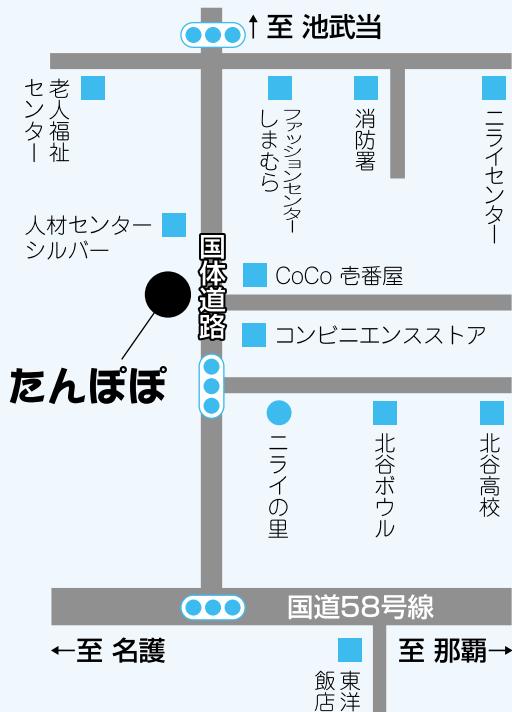 ↑至 池武当
老人福祉
センター
ファッションセンター
しまむら
消防署
ニライセンター
人材センター
シルバー
国体道路
CoCo 壱番屋
コンビニエンスストア
たんぽぽ
ニライの里
北谷ボウル
北谷高校
国道58号線
←至 名護
至 那覇→
東洋
飯店